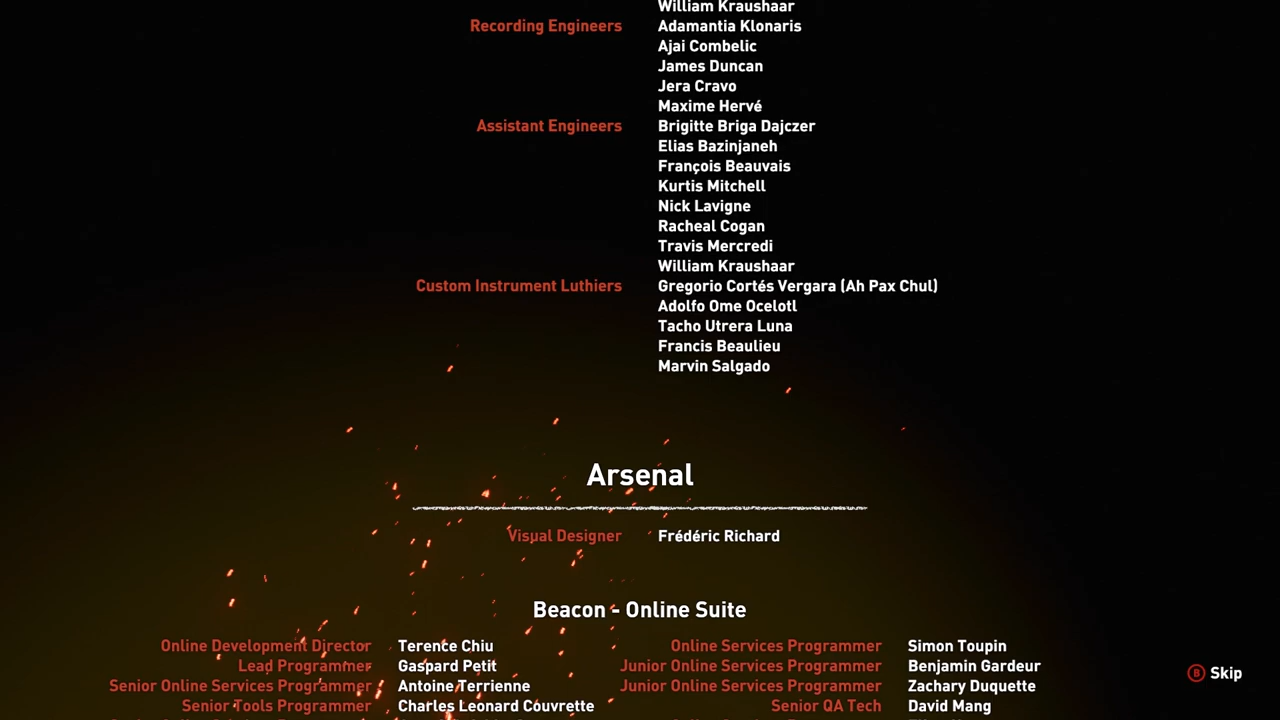 William Kraushaar
Recording Engineers Adamantia Klonaris
Ajai Combelic
James Duncan
Jera Cravo
Maxime Hervé
Assistant Engineers Brigitte Briga Dajczer
Elias Bazinjaneh
François Beauvais
Kurtis Mitchell
Nick Lavigne
Racheal Cogan
Travis Mercredi
William Kraushaar
Custom Instrument Luthiers Gregorio Cortés Vergara (Ah Pax Chul)
Adolfo Ome Ocelotl
Tacho Utrera Luna
Francis Beaulieu
Marvin Salgado
Arsenal
Visual Designer Frédéric Richard
Beacon - Online Suite
Online Development Director Terence Chiu Online Services Programmer Simon Toupin
Lead Programmer Gaspard Petit Junior Online Services Programmer Benjamin Gardeur
Senior Online Services Programmer Antoine Terrienne Junior Online Services Programmer Zachary Duquette
Senior Tools Programmer Charles Leonard Couvrette Senior QA Tech David Mang
B Skip